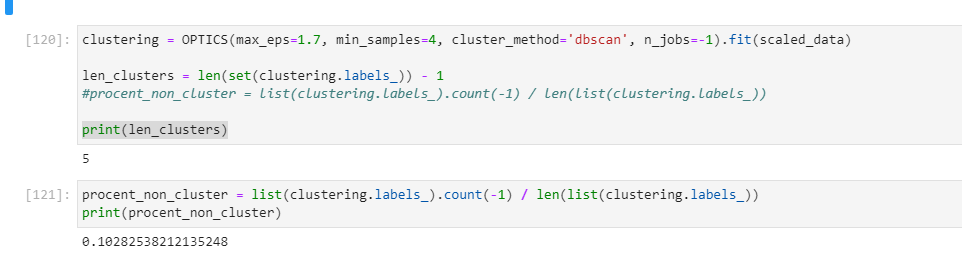 [120]: clustering = OPTICS(max_eps=1.7, min_samples=4, cluster_method='dbscan', n_jobs=-1).fit(scaled_data)
len_clusters = len(set(clustering.labels_)) - 1
#procent_non_cluster = list(clustering.labels_).count(-1) / len(list(clustering.labels_))
print(len_clusters)
5
[121]: procent_non_cluster = list(clustering.labels_).count(-1) / len(list(clustering.labels_))
print(procent_non_cluster)
0.10282538212135248